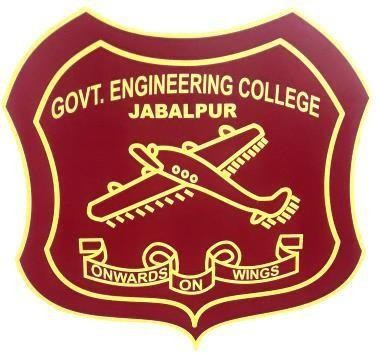 GOVT. ENGINEERING COLLEGE
JABALPUR
ONWARDS ON WINGS